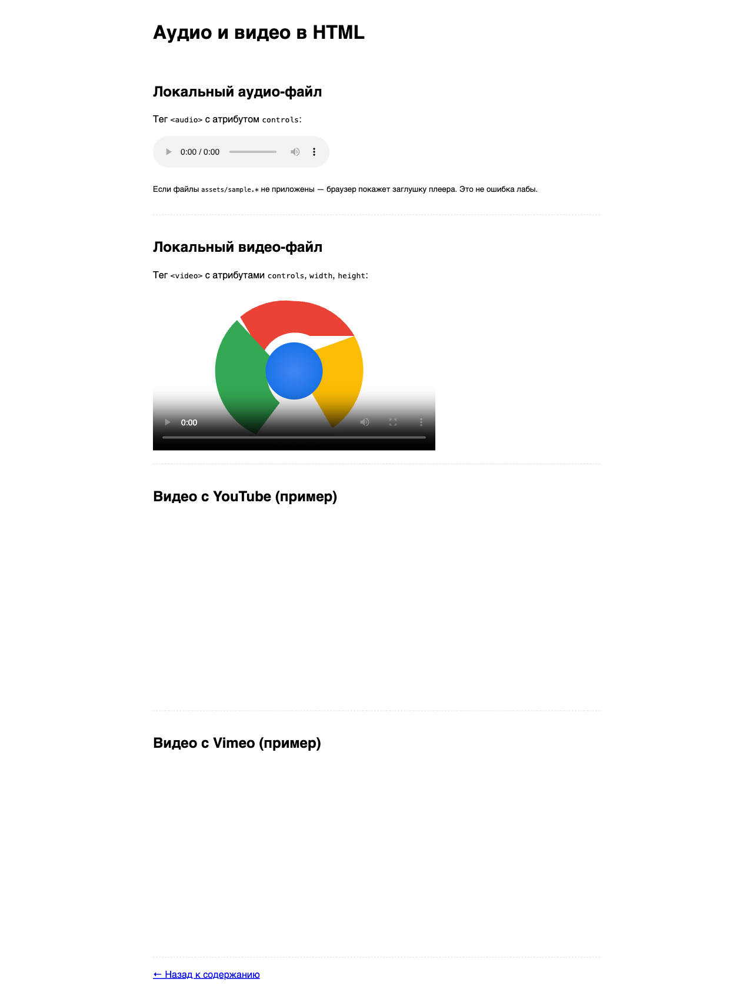 Аудио и видео в HTML
Локальный аудио-файл
Тег <audio> с атрибутом controls:
0:00 / 0:00
Если файлы assets/sample.* не приложены — браузер покажет заглушку плеера. Это не ошибка лабы.
Локальный видео-файл
Тег <video> с атрибутами controls, width, height:
0:00
Видео с YouTube (пример)
Видео с Vimeo (пример)
← Назад к содержанию